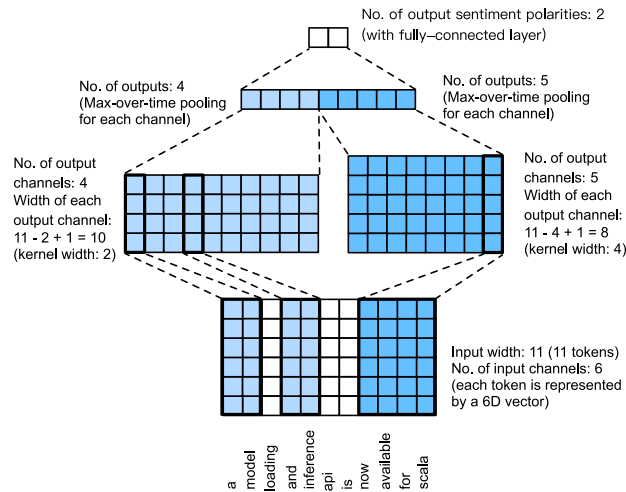 No. of output sentiment polarities: 2
(with fully–connected layer)
No. of outputs: 4
(Max-over-time pooling
for each channel)
No. of outputs: 5
(Max-over-time pooling
for each channel)
No. of output
channels: 4
Width of each
output channel:
11 - 2 + 1 = 10
(kernel width: 2)
No. of output
channels: 5
Width of each
output channel:
11 - 4 + 1 = 8
(kernel width: 4)
Input width: 11 (11 tokens)
No. of input channels: 6
(each token is represented
by a 6D vector)
a
model
loading
and
inference
api
is
now
available
for
scala